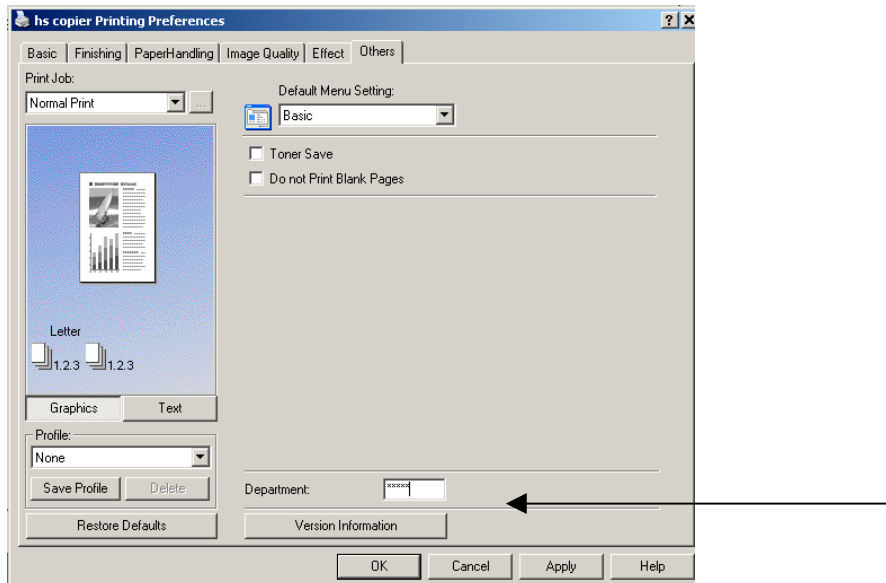 hs copier Printing Preferences
Basic Finishing PaperHandling Image Quality Effect Others
Print Job:
Normal Print ...
Default Menu Setting:
Basic
Toner Save
Do not Print Blank Pages
Letter
1.2.3 1.2.3
Graphics Text
Profile:
None
Save Profile Delete
Department: xxxxx
Restore Defaults Version Information
OK Cancel Apply Help